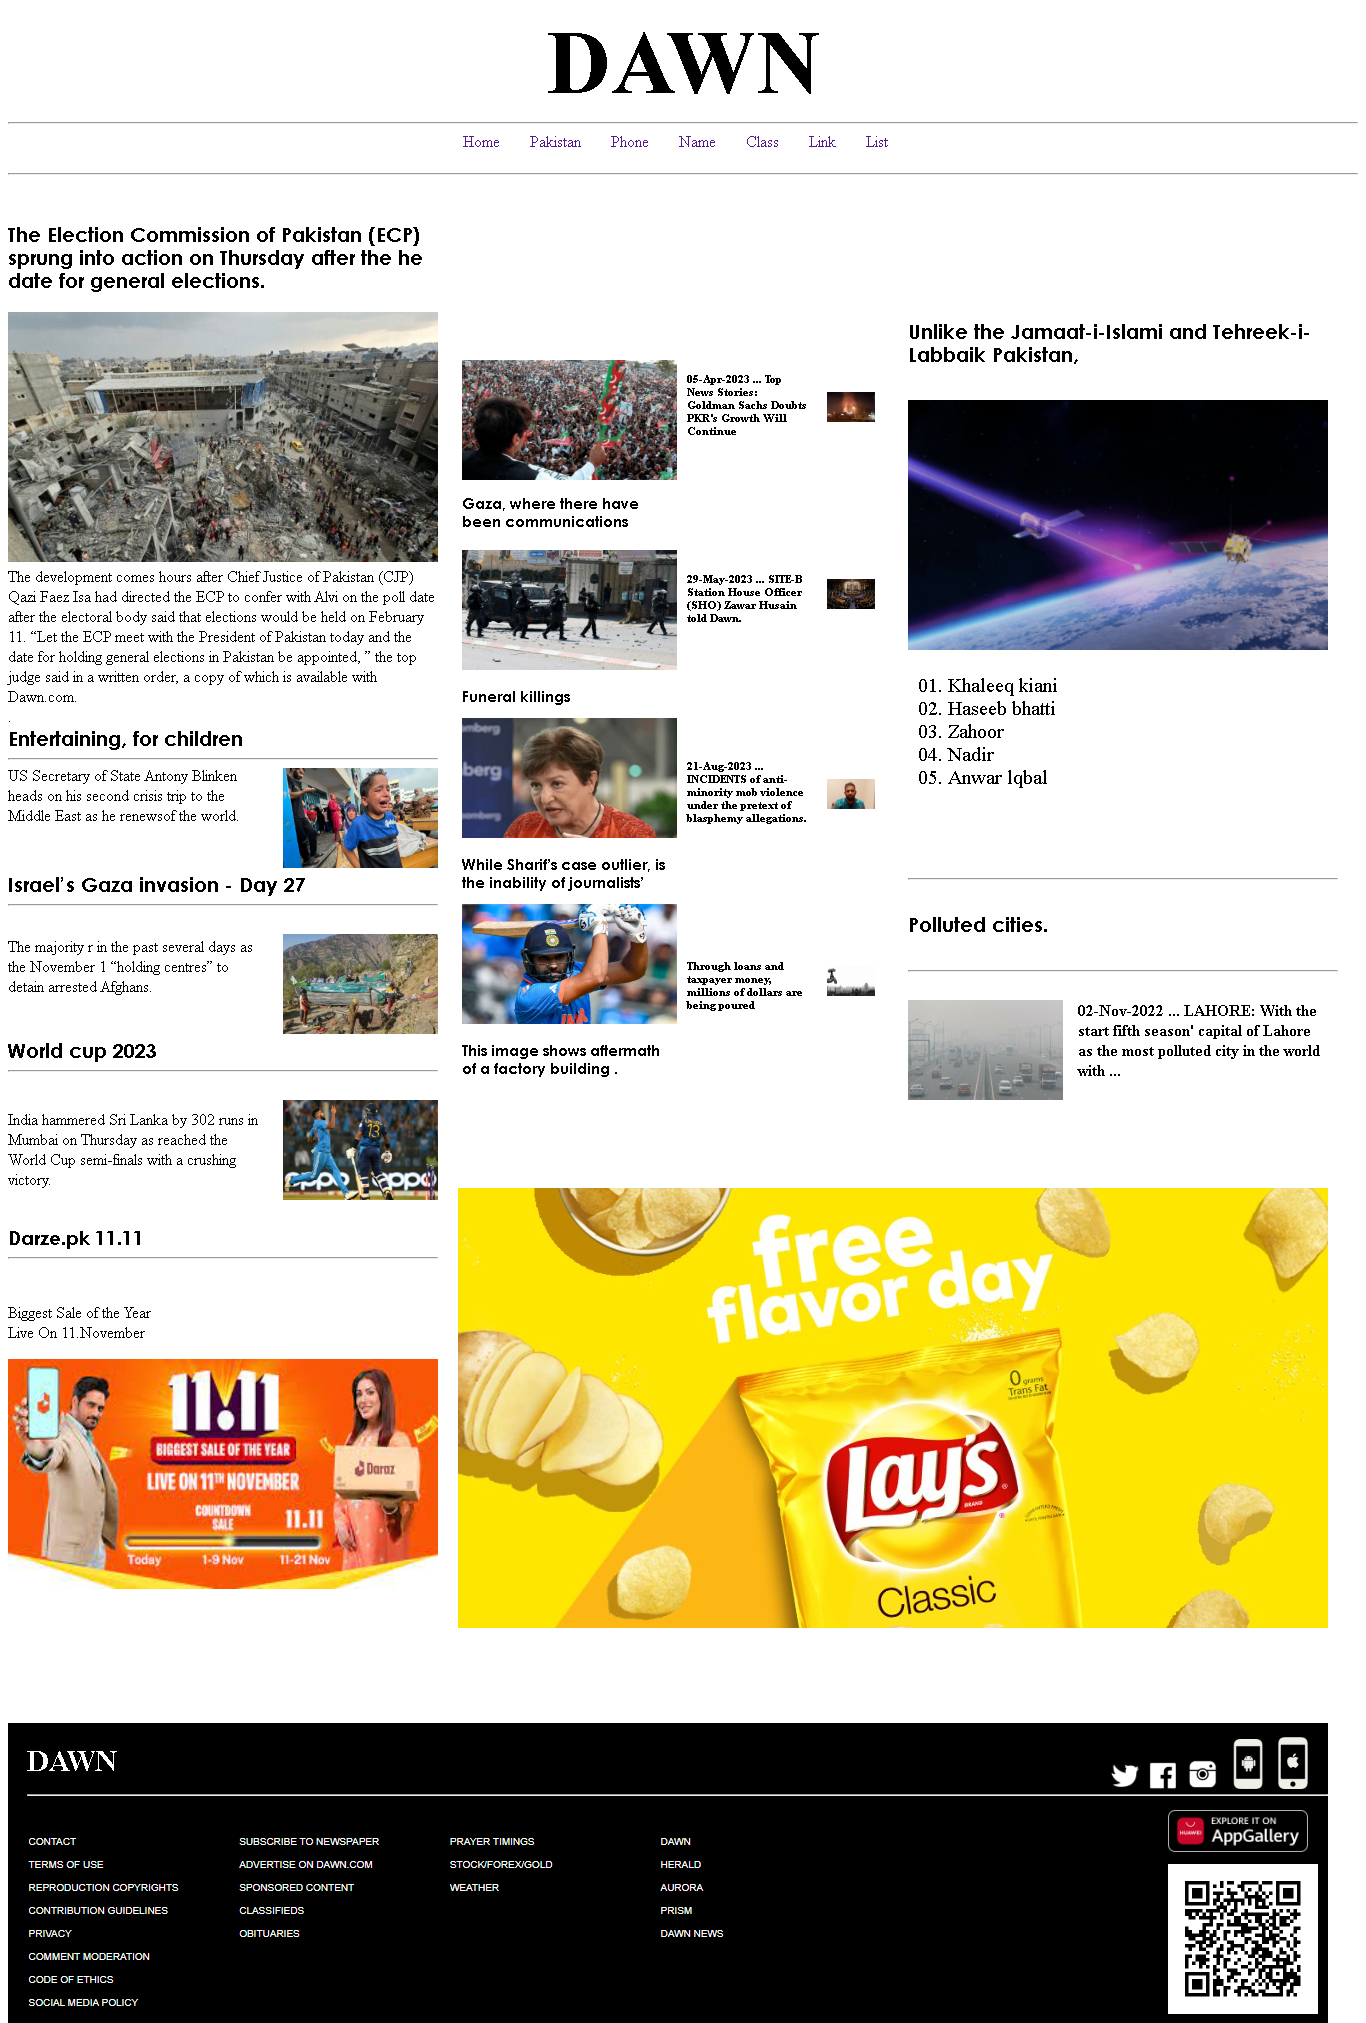 DAWN
Home Pakistan Phone Name Class Link List
The Election Commission of Pakistan (ECP)
sprung into action on Thursday after the he
date for general elections.
The development comes hours after Chief Justice of Pakistan (CJP)
Qazi Faez Isa had directed the ECP to confer with Alvi on the poll date
after the electoral body said that elections would be held on February
11. “Let the ECP meet with the President of Pakistan today and the
date for holding general elections in Pakistan be appointed, ” the top
judge said in a written order, a copy of which is available with
Dawn.com.
.
Entertaining, for children
US Secretary of State Antony Blinken
heads on his second crisis trip to the
Middle East as he renewsof the world.
Israel’s Gaza invasion - Day 27
The majority r in the past several days as
the November 1 “holding centres” to
detain arrested Afghans.
World cup 2023
India hammered Sri Lanka by 302 runs in
Mumbai on Thursday as reached the
World Cup semi-finals with a crushing
victory.
13
oppo oppo
Darze.pk 11.11
Biggest Sale of the Year
Live On 11.November
11.11
BIGGEST SALE OF THE YEAR
LIVE ON 11TH NOVEMBER
Daraz
COUNTDOWN
SALE
11.11
Today 1-9 Nov 11-21 Nov
05-Apr-2023 ... Top
News Stories:
Goldman Sachs Doubts
PKR's Growth Will
Continue
Gaza, where there have
been communications
29-May-2023 ... SITE-B
Station House Officer
(SHO) Zawar Husain
told Dawn.
Funeral killings
omberg
berg
oomberg
21-Aug-2023 ...
INCIDENTS of anti-
minority mob violence
under the pretext of
blasphemy allegations.
While Sharif’s case outlier, is
the inability of journalists’
Through loans and
taxpayer money,
millions of dollars are
being poured
This image shows aftermath
of a factory building .
Unlike the Jamaat-i-Islami and Tehreek-i-
Labbaik Pakistan,
01. Khaleeq kiani
02. Haseeb bhatti
03. Zahoor
04. Nadir
05. Anwar lqbal
Polluted cities.
02-Nov-2022 ... LAHORE: With the
start fifth season' capital of Lahore
as the most polluted city in the world
with ...
free
flavor day
0 grams
Trans Fat
Lay's
BRAND
Classic
DAWN
EXPLORE IT ON
HUAWEI AppGallery
CONTACT
TERMS OF USE
REPRODUCTION COPYRIGHTS
CONTRIBUTION GUIDELINES
PRIVACY
COMMENT MODERATION
CODE OF ETHICS
SOCIAL MEDIA POLICY
SUBSCRIBE TO NEWSPAPER
ADVERTISE ON DAWN.COM
SPONSORED CONTENT
CLASSIFIEDS
OBITUARIES
PRAYER TIMINGS
STOCK/FOREX/GOLD
WEATHER
DAWN
HERALD
AURORA
PRISM
DAWN NEWS